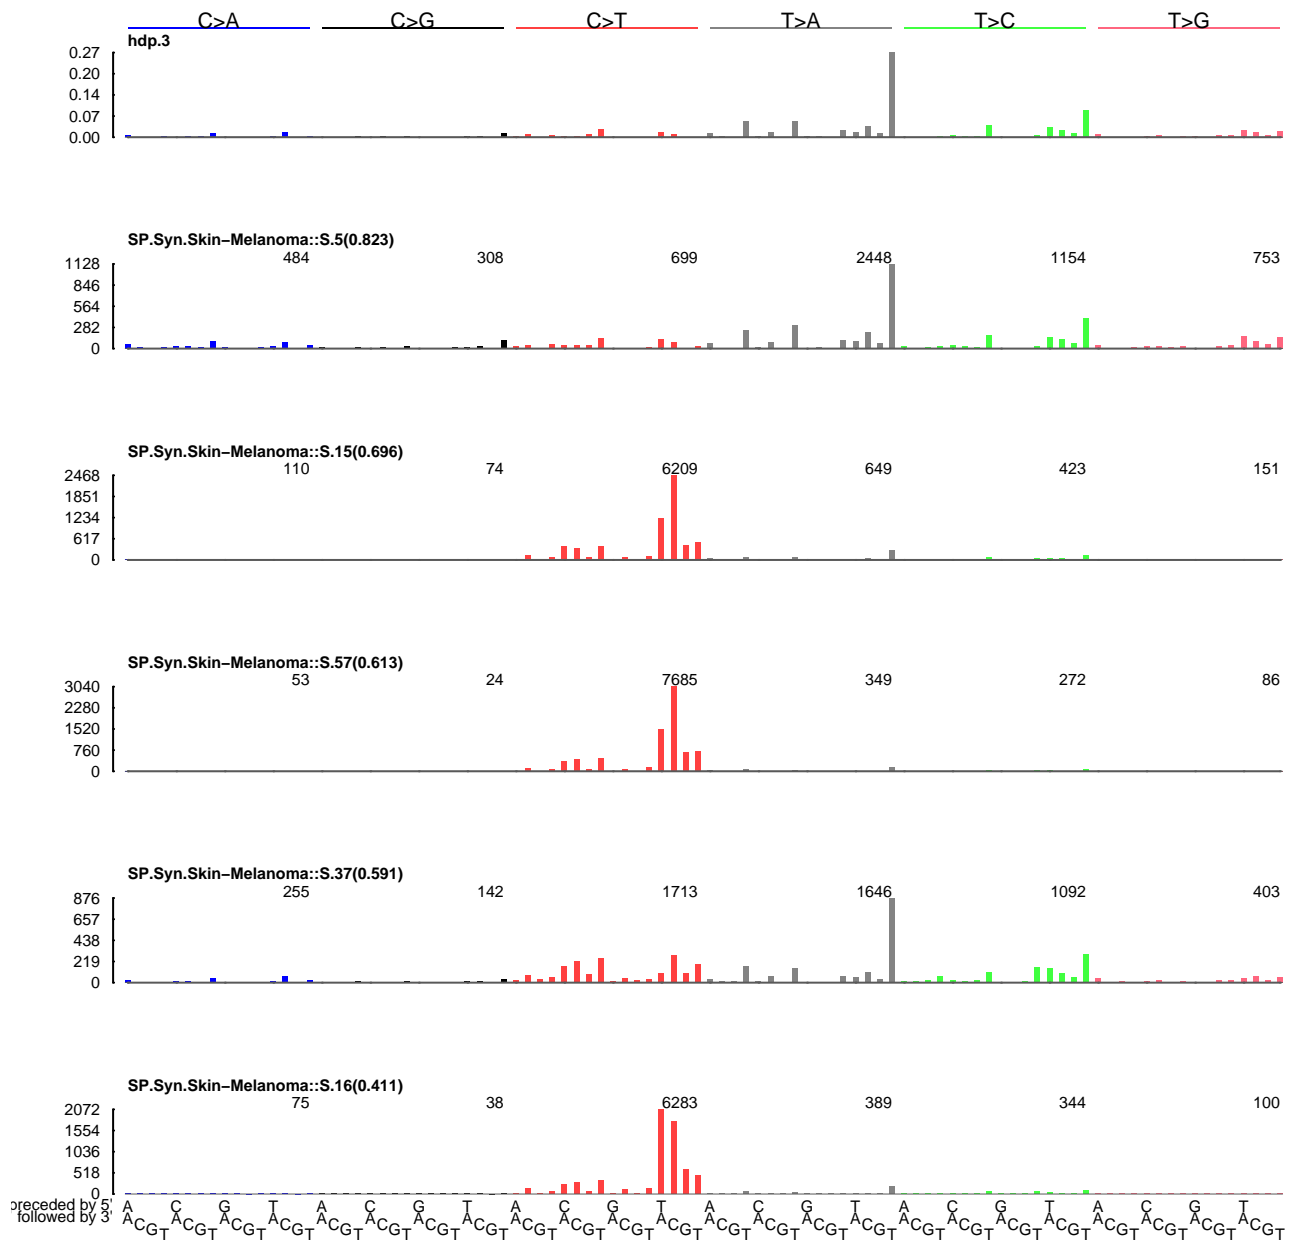 C>A C>G C>T T>A T>C T>G
hdp.3
0.27
0.20
0.14
0.07
0.00
SP.Syn.Skin−Melanoma::S.5(0.823)
484 308 699 2448 1154 753
1128
846
564
282
0
SP.Syn.Skin−Melanoma::S.15(0.696)
110 74 6209 649 423 151
2468
1851
1234
617
0
SP.Syn.Skin−Melanoma::S.57(0.613)
53 24 7685 349 272 86
3040
2280
1520
760
0
SP.Syn.Skin−Melanoma::S.37(0.591)
255 142 1713 1646 1092 403
876
657
438
219
0
SP.Syn.Skin−Melanoma::S.16(0.411)
75 38 6283 389 344 100
2072
1554
1036
518
0
preceded by 5' A C G T A C G T A C G T A C G T A C G T A C G T
followed by 3' A C G T A C G T A C G T A C G T A C G T A C G T A C G T A C G T A C G T A C G T A C G T A C G T A C G T A C G T A C G T A C G T A C G T A C G T A C G T A C G T A C G T A C G T A C G T A C G T